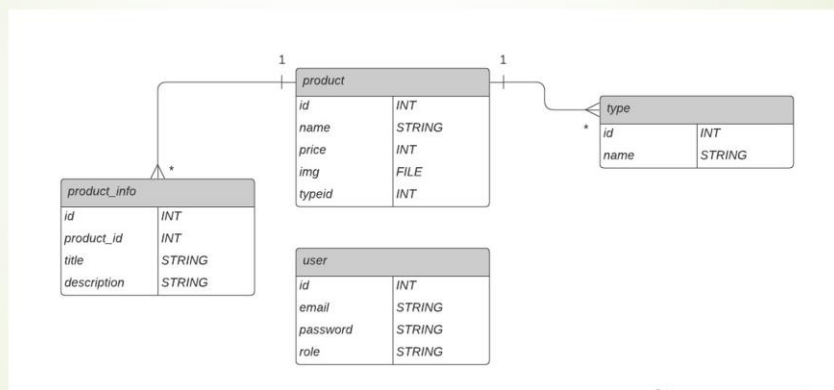 1
1
product
id INT
name STRING
price INT
img FILE
typeid INT
type
id INT
name STRING
*
*
product_info
id INT
product_id INT
title STRING
description STRING
user
id INT
email STRING
password STRING
role STRING